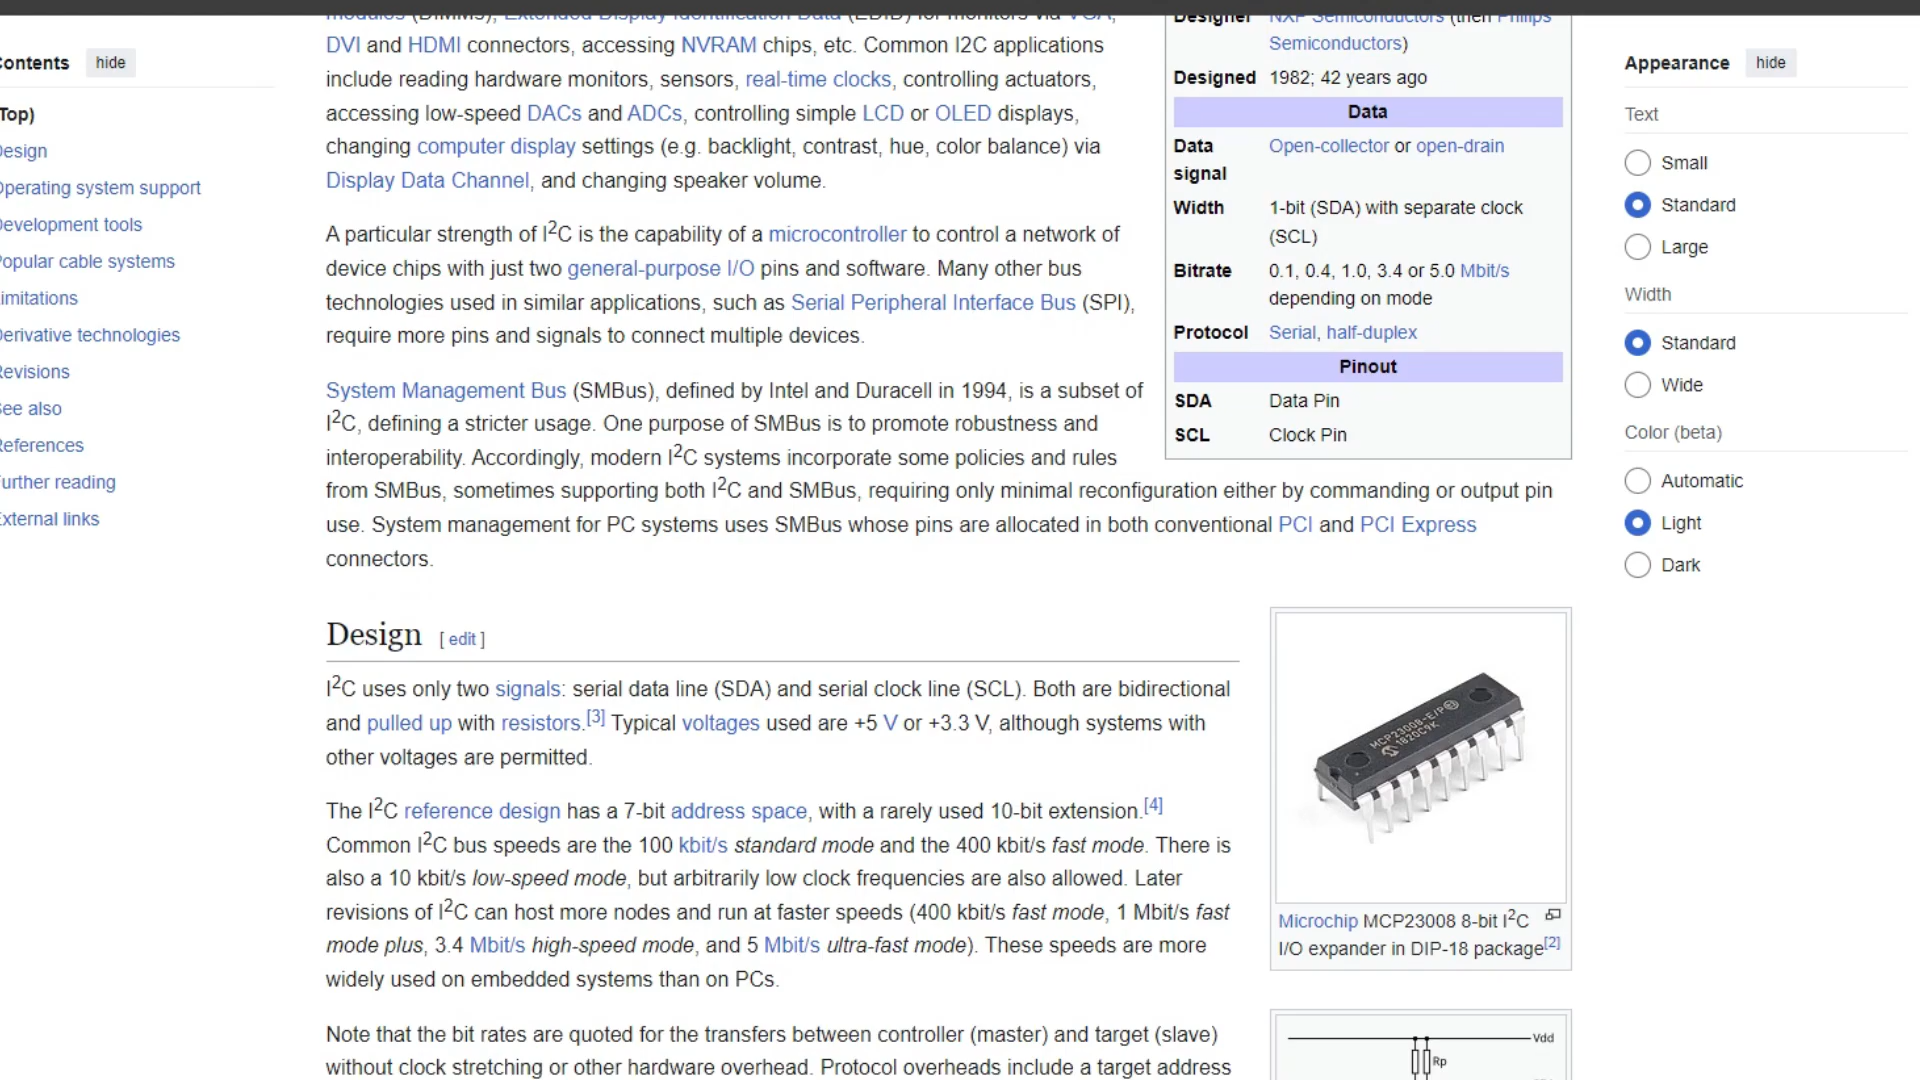 Contents hide
(Top)
Design
Operating system support
Development tools
Popular cable systems
Limitations
Derivative technologies
Revisions
See also
References
Further reading
External links
modules (DIMMs), Extended Display Identification Data (EDID) for monitors via VGA,
DVI and HDMI connectors, accessing NVRAM chips, etc. Common I2C applications
include reading hardware monitors, sensors, real-time clocks, controlling actuators,
accessing low-speed DACs and ADCs, controlling simple LCD or OLED displays,
changing computer display settings (e.g. backlight, contrast, hue, color balance) via
Display Data Channel, and changing speaker volume.
A particular strength of I²C is the capability of a microcontroller to control a network of
device chips with just two general-purpose I/O pins and software. Many other bus
technologies used in similar applications, such as Serial Peripheral Interface Bus (SPI),
require more pins and signals to connect multiple devices.
System Management Bus (SMBus), defined by Intel and Duracell in 1994, is a subset of
I²C, defining a stricter usage. One purpose of SMBus is to promote robustness and
interoperability. Accordingly, modern I²C systems incorporate some policies and rules
from SMBus, sometimes supporting both I²C and SMBus, requiring only minimal reconfiguration either by commanding or output pin
use. System management for PC systems uses SMBus whose pins are allocated in both conventional PCI and PCI Express
connectors.
Designer NXP Semiconductors (then Philips
Semiconductors)
Designed 1982; 42 years ago
Data
Data Open-collector or open-drain
signal
Width 1-bit (SDA) with separate clock
(SCL)
Bitrate 0.1, 0.4, 1.0, 3.4 or 5.0 Mbit/s
depending on mode
Protocol Serial, half-duplex
Pinout
SDA Data Pin
SCL Clock Pin
Design [ edit ]
I²C uses only two signals: serial data line (SDA) and serial clock line (SCL). Both are bidirectional
and pulled up with resistors.[3] Typical voltages used are +5 V or +3.3 V, although systems with
other voltages are permitted.
The I²C reference design has a 7-bit address space, with a rarely used 10-bit extension.[4]
Common I²C bus speeds are the 100 kbit/s standard mode and the 400 kbit/s fast mode. There is
also a 10 kbit/s low-speed mode, but arbitrarily low clock frequencies are also allowed. Later
revisions of I²C can host more nodes and run at faster speeds (400 kbit/s fast mode, 1 Mbit/s fast
mode plus, 3.4 Mbit/s high-speed mode, and 5 Mbit/s ultra-fast mode). These speeds are more
widely used on embedded systems than on PCs.
Note that the bit rates are quoted for the transfers between controller (master) and target (slave)
without clock stretching or other hardware overhead. Protocol overheads include a target address
MCP23008-E/P
1820C9K
Microchip MCP23008 8-bit I²C
I/O expander in DIP-18 package[2]
Vdd
Rp
Appearance hide
Text
Small
Standard
Large
Width
Standard
Wide
Color (beta)
Automatic
Light
Dark